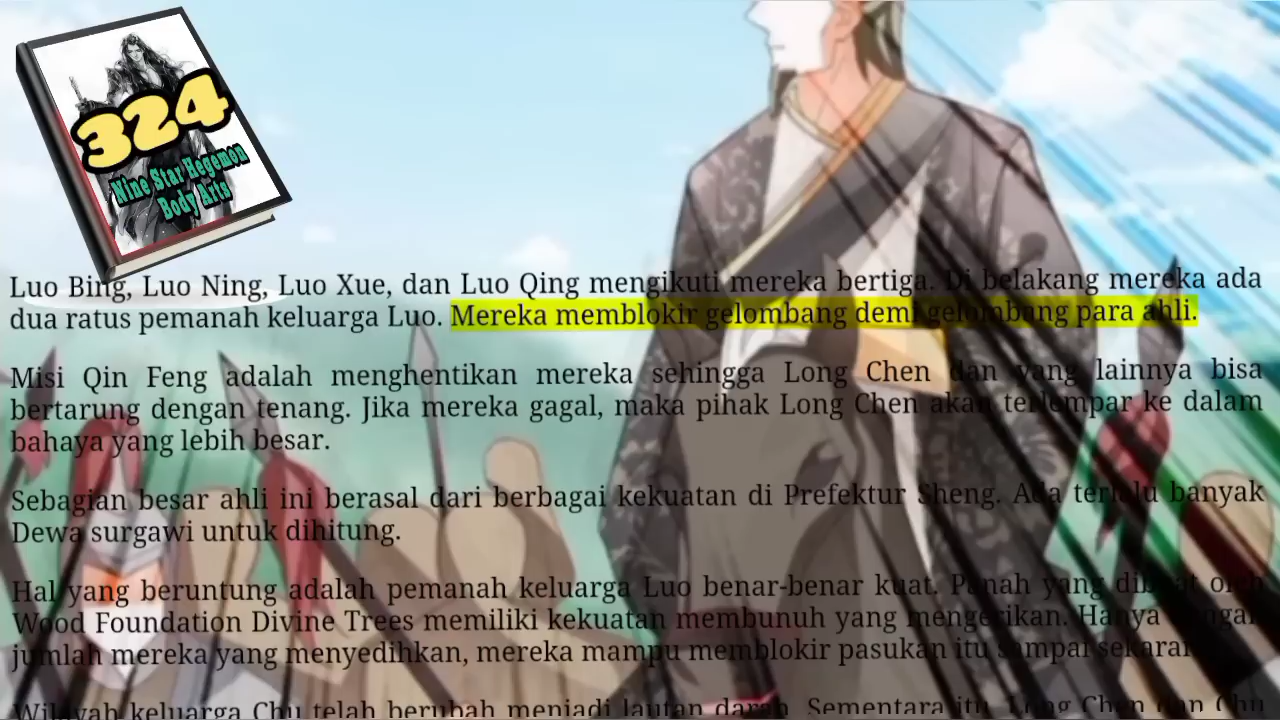 324
Nine Star Hegemon
Body Arts
Luo Bing, Luo Ning, Luo Xue, dan Luo Qing mengikuti mereka bertiga. Di belakang mereka ada
dua ratus pemanah keluarga Luo. Mereka memblokir gelombang demi gelombang para ahli.
Misi Qin Feng adalah menghentikan mereka sehingga Long Chen dan yang lainnya bisa
bertarung dengan tenang. Jika mereka gagal, maka pihak Long Chen akan terlempar ke dalam
bahaya yang lebih besar.
Sebagian besar ahli ini berasal dari berbagai kekuatan di Prefektur Sheng. Ada terlalu banyak
Dewa surgawi untuk dihitung.
Hal yang beruntung adalah pemanah keluarga Luo benar-benar kuat. Panah yang dibuat oleh
Wood Foundation Divine Trees memiliki kekuatan membunuh yang mengerikan. Hanya dengan
jumlah mereka yang menyedihkan, mereka mampu memblokir pasukan itu sampai sekarang.
Wilayah keluarga Chu telah berubah menjadi lautan darah. Sementara itu, Long Chen dan Chu